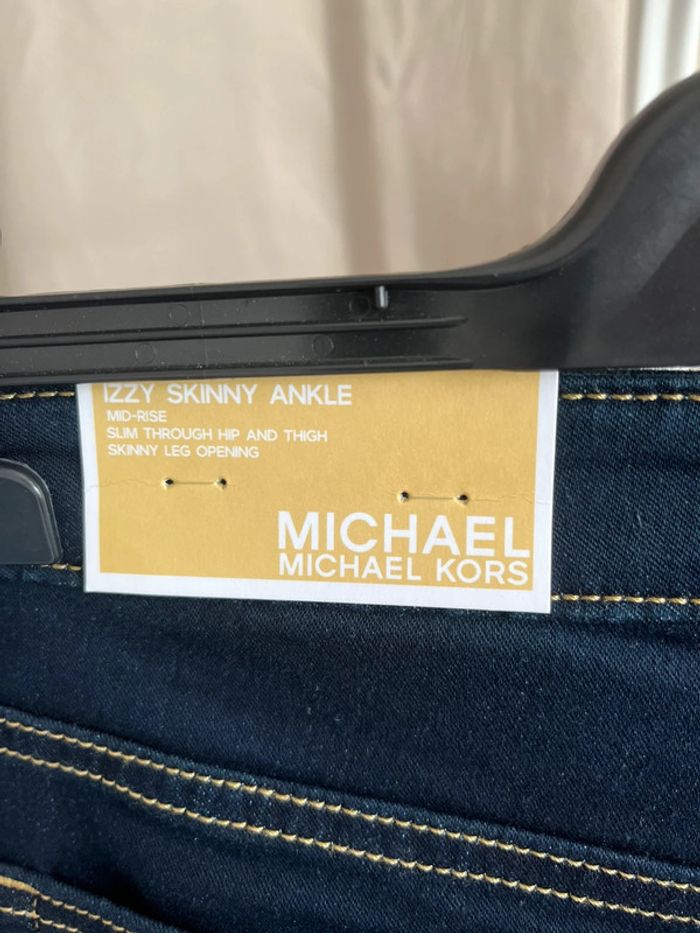 IZZY SKINNY ANKLE
MID-RISE
SLIM THROUGH HIP AND THIGH
SKINNY LEG OPENING
MICHAEL
MICHAEL KORS